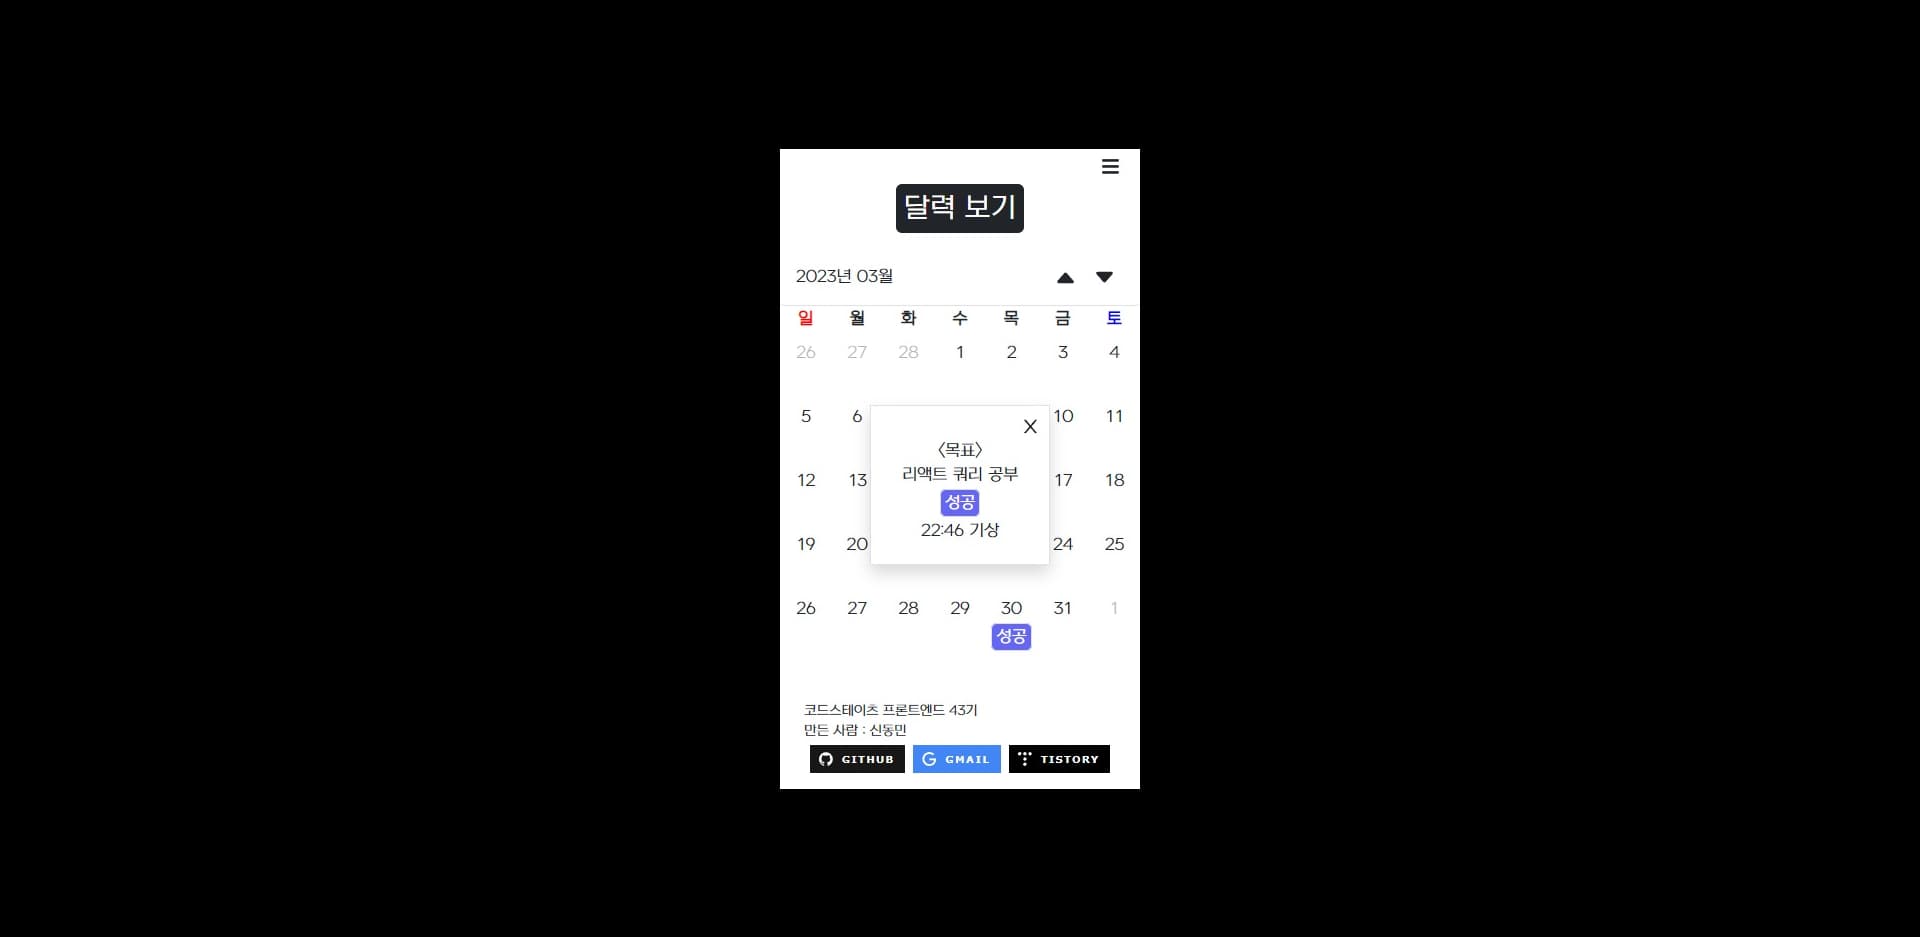 달력 보기
2023년 03월
일 월 화 수 목 금 토
26 27 28 1 2 3 4
5 6 10 11
12 13 17 18
19 20 24 25
26 27 28 29 30 31 1
성공
X
〈목표〉
리액트 쿼리 공부
성공
22:46 기상
코드스테이츠 프론트엔드 43기
만든 사람 : 신동민
GITHUB GMAIL TISTORY